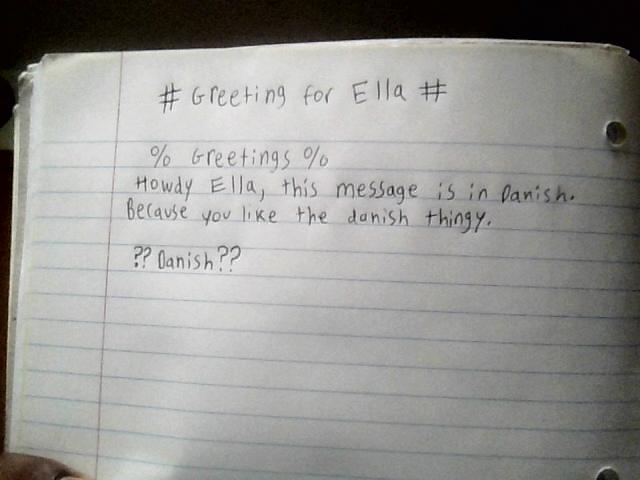 # Greeting for Ella #
% Greetings %
Howdy Ella, this message is in Danish.
Because you like the danish thingy.
?? Danish ??